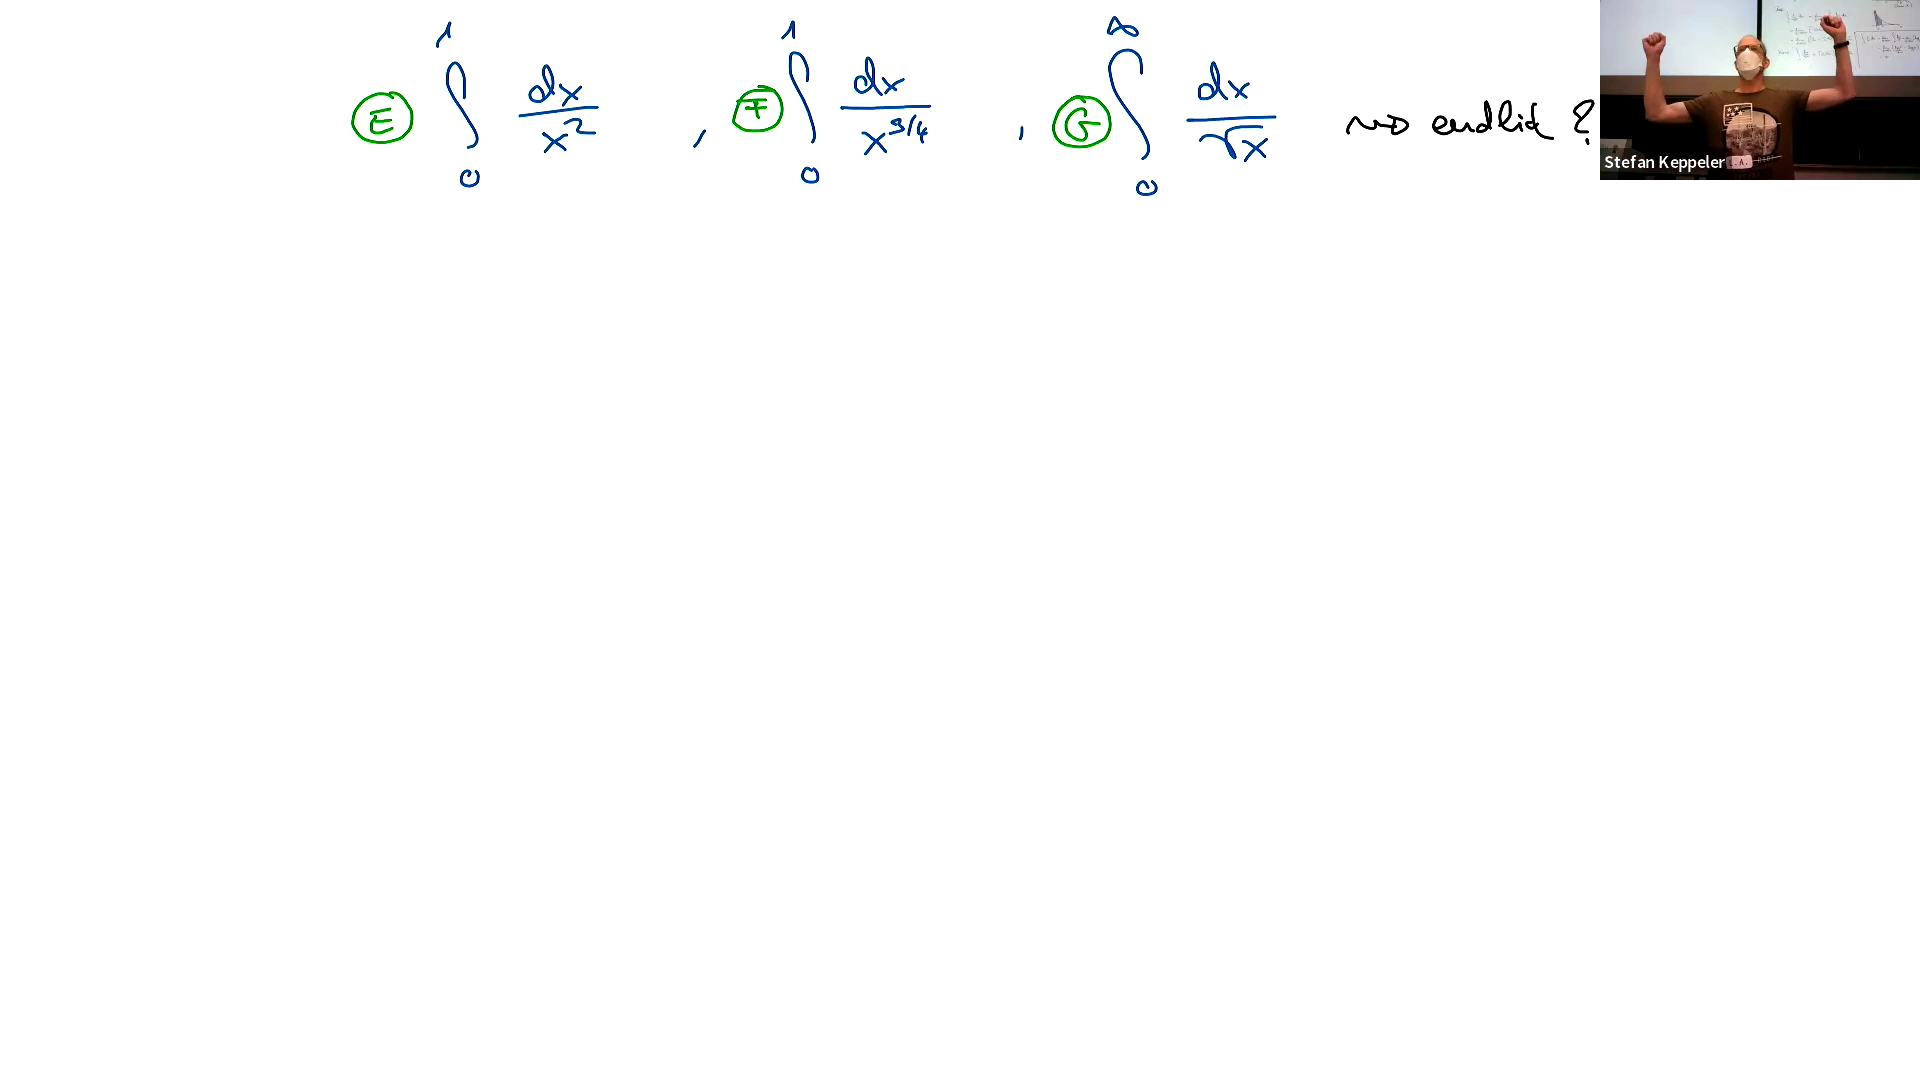 Ⓔ ∫₀¹ dx/x² , Ⓕ ∫₀¹ dx/x^{3/4} , Ⓖ ∫₀^∞ dx/√x ⇝ endlich ?
Stefan Keppeler